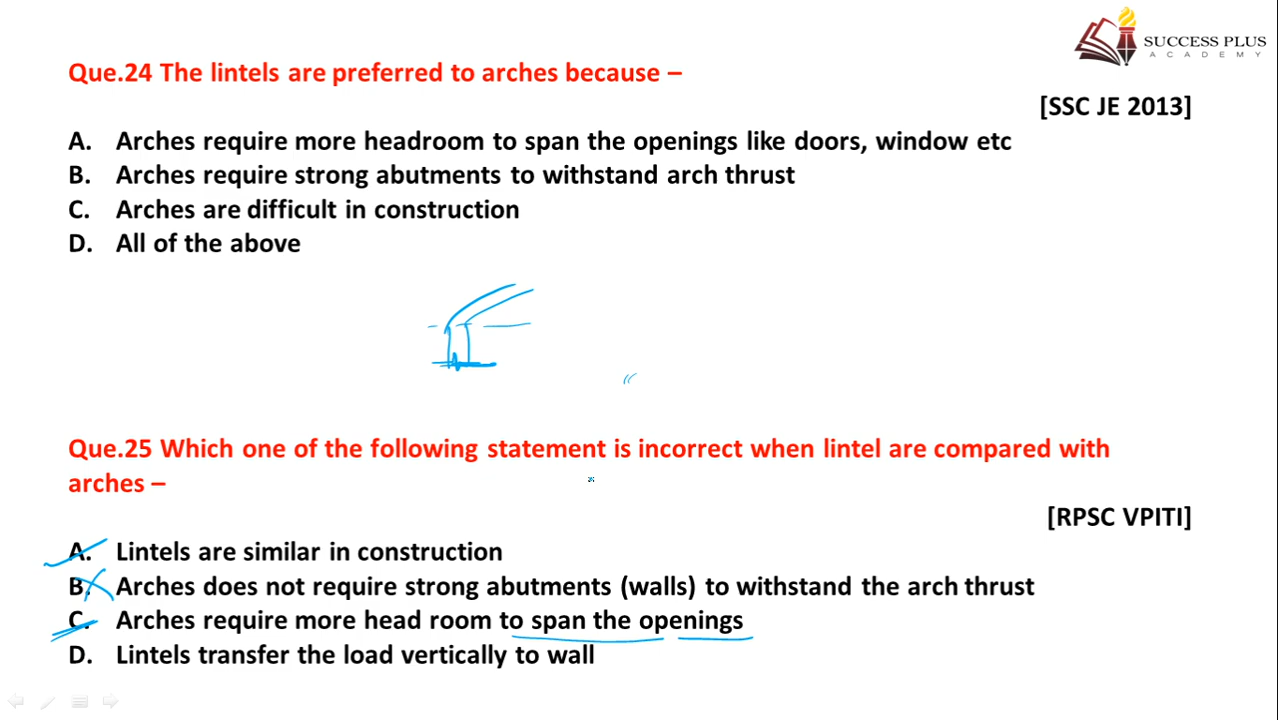 SUCCESS PLUS
ACADEMY
Que.24 The lintels are preferred to arches because –
[SSC JE 2013]
A. Arches require more headroom to span the openings like doors, window etc
B. Arches require strong abutments to withstand arch thrust
C. Arches are difficult in construction
D. All of the above
Que.25 Which one of the following statement is incorrect when lintel are compared with
arches –
[RPSC VPITI]
A. Lintels are similar in construction
B. Arches does not require strong abutments (walls) to withstand the arch thrust
C. Arches require more head room to span the openings
D. Lintels transfer the load vertically to wall